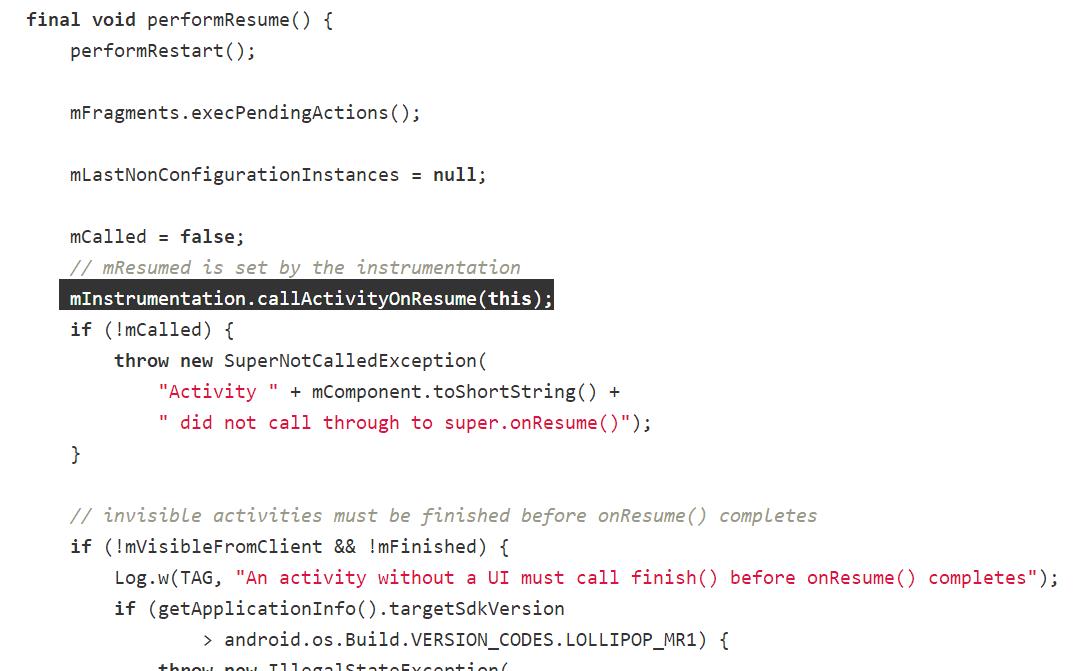 final void performResume() {
performRestart();
mFragments.execPendingActions();
mLastNonConfigurationInstances = null;
mCalled = false;
// mResumed is set by the instrumentation
mInstrumentation.callActivityOnResume(this);
if (!mCalled) {
throw new SuperNotCalledException(
"Activity " + mComponent.toShortString() +
" did not call through to super.onResume()");
}
// invisible activities must be finished before onResume() completes
if (!mVisibleFromClient && !mFinished) {
Log.w(TAG, "An activity without a UI must call finish() before onResume() completes");
if (getApplicationInfo().targetSdkVersion
> android.os.Build.VERSION_CODES.LOLLIPOP_MR1) {
throw new IllegalStateException(